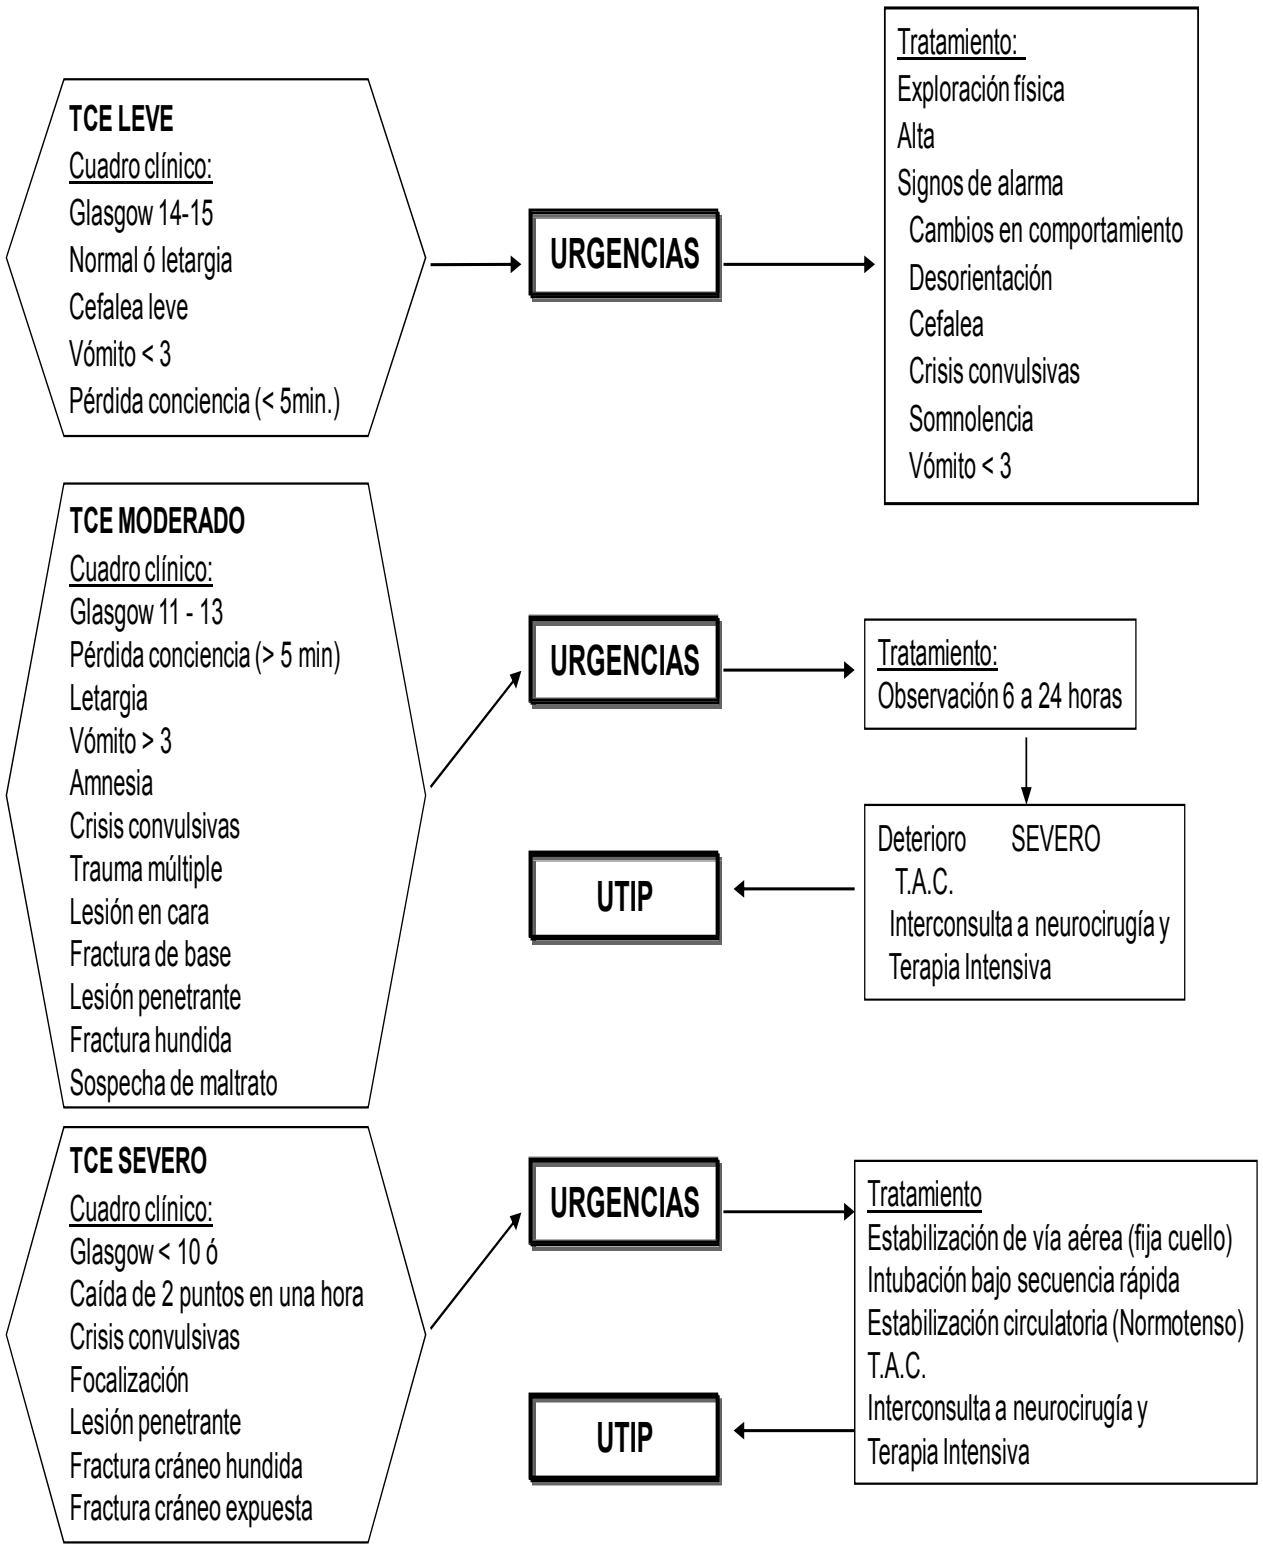 TCE LEVE
Cuadro clínico:
Glasgow 14-15
Normal ó letargia
Cefalea leve
Vómito < 3
Pérdida conciencia (< 5min.)
URGENCIAS
Tratamiento:
Exploración física
Alta
Signos de alarma
Cambios en comportamiento
Desorientación
Cefalea
Crisis convulsivas
Somnolencia
Vómito < 3
TCE MODERADO
Cuadro clínico:
Glasgow 11 - 13
Pérdida conciencia (> 5 min)
Letargia
Vómito > 3
Amnesia
Crisis convulsivas
Trauma múltiple
Lesión en cara
Fractura de base
Lesión penetrante
Fractura hundida
Sospecha de maltrato
URGENCIAS
Tratamiento:
Observación 6 a 24 horas
Deterioro SEVERO
T.A.C.
Interconsulta a neurocirugía y
Terapia Intensiva
UTIP
TCE SEVERO
Cuadro clínico:
Glasgow < 10 ó
Caída de 2 puntos en una hora
Crisis convulsivas
Focalización
Lesión penetrante
Fractura cráneo hundida
Fractura cráneo expuesta
URGENCIAS
Tratamiento
Estabilización de vía aérea (fija cuello)
Intubación bajo secuencia rápida
Estabilización circulatoria (Normotenso)
T.A.C.
Interconsulta a neurocirugía y
Terapia Intensiva
UTIP